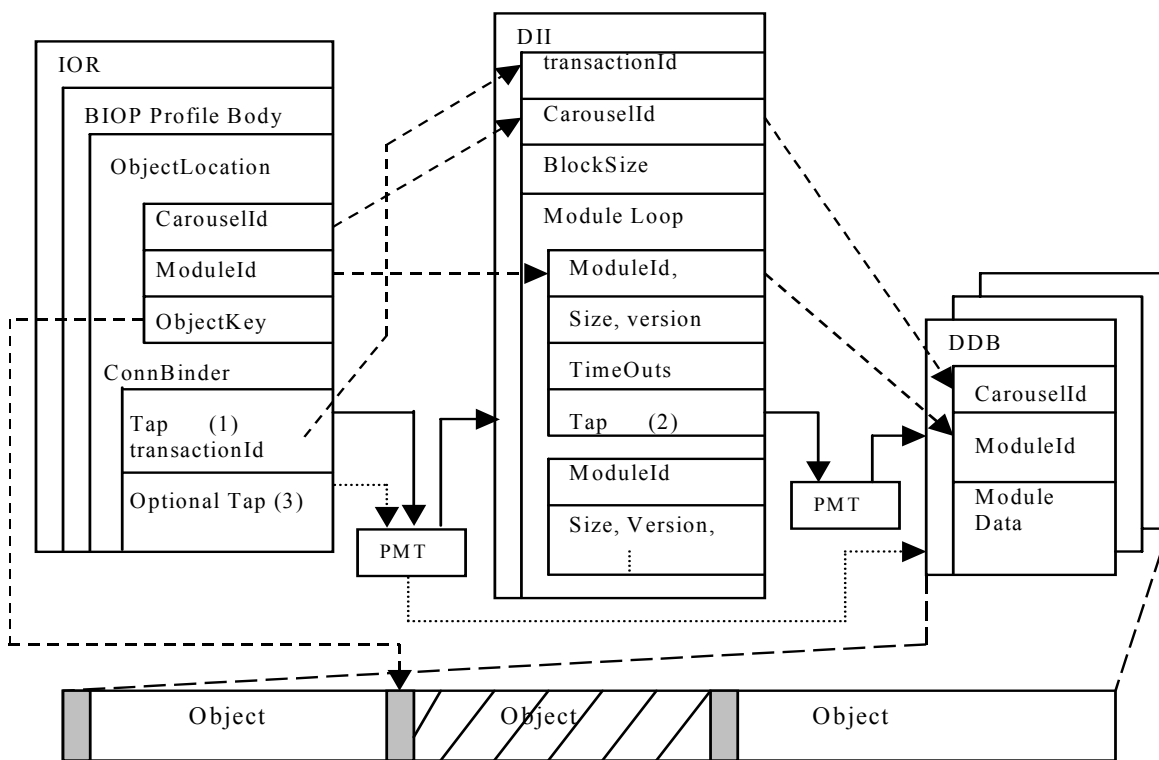 IOR
BIOP Profile Body
ObjectLocation
CarouselId
ModuleId
ObjectKey
ConnBinder
Tap (1)
transactionId
Optional Tap (3)
PMT
DII
transactionId
CarouselId
BlockSize
Module Loop
ModuleId,
Size, version
TimeOuts
Tap (2)
ModuleId
Size, Version,
PMT
DDB
CarouselId
ModuleId
Module
Data
Object
Object
Object